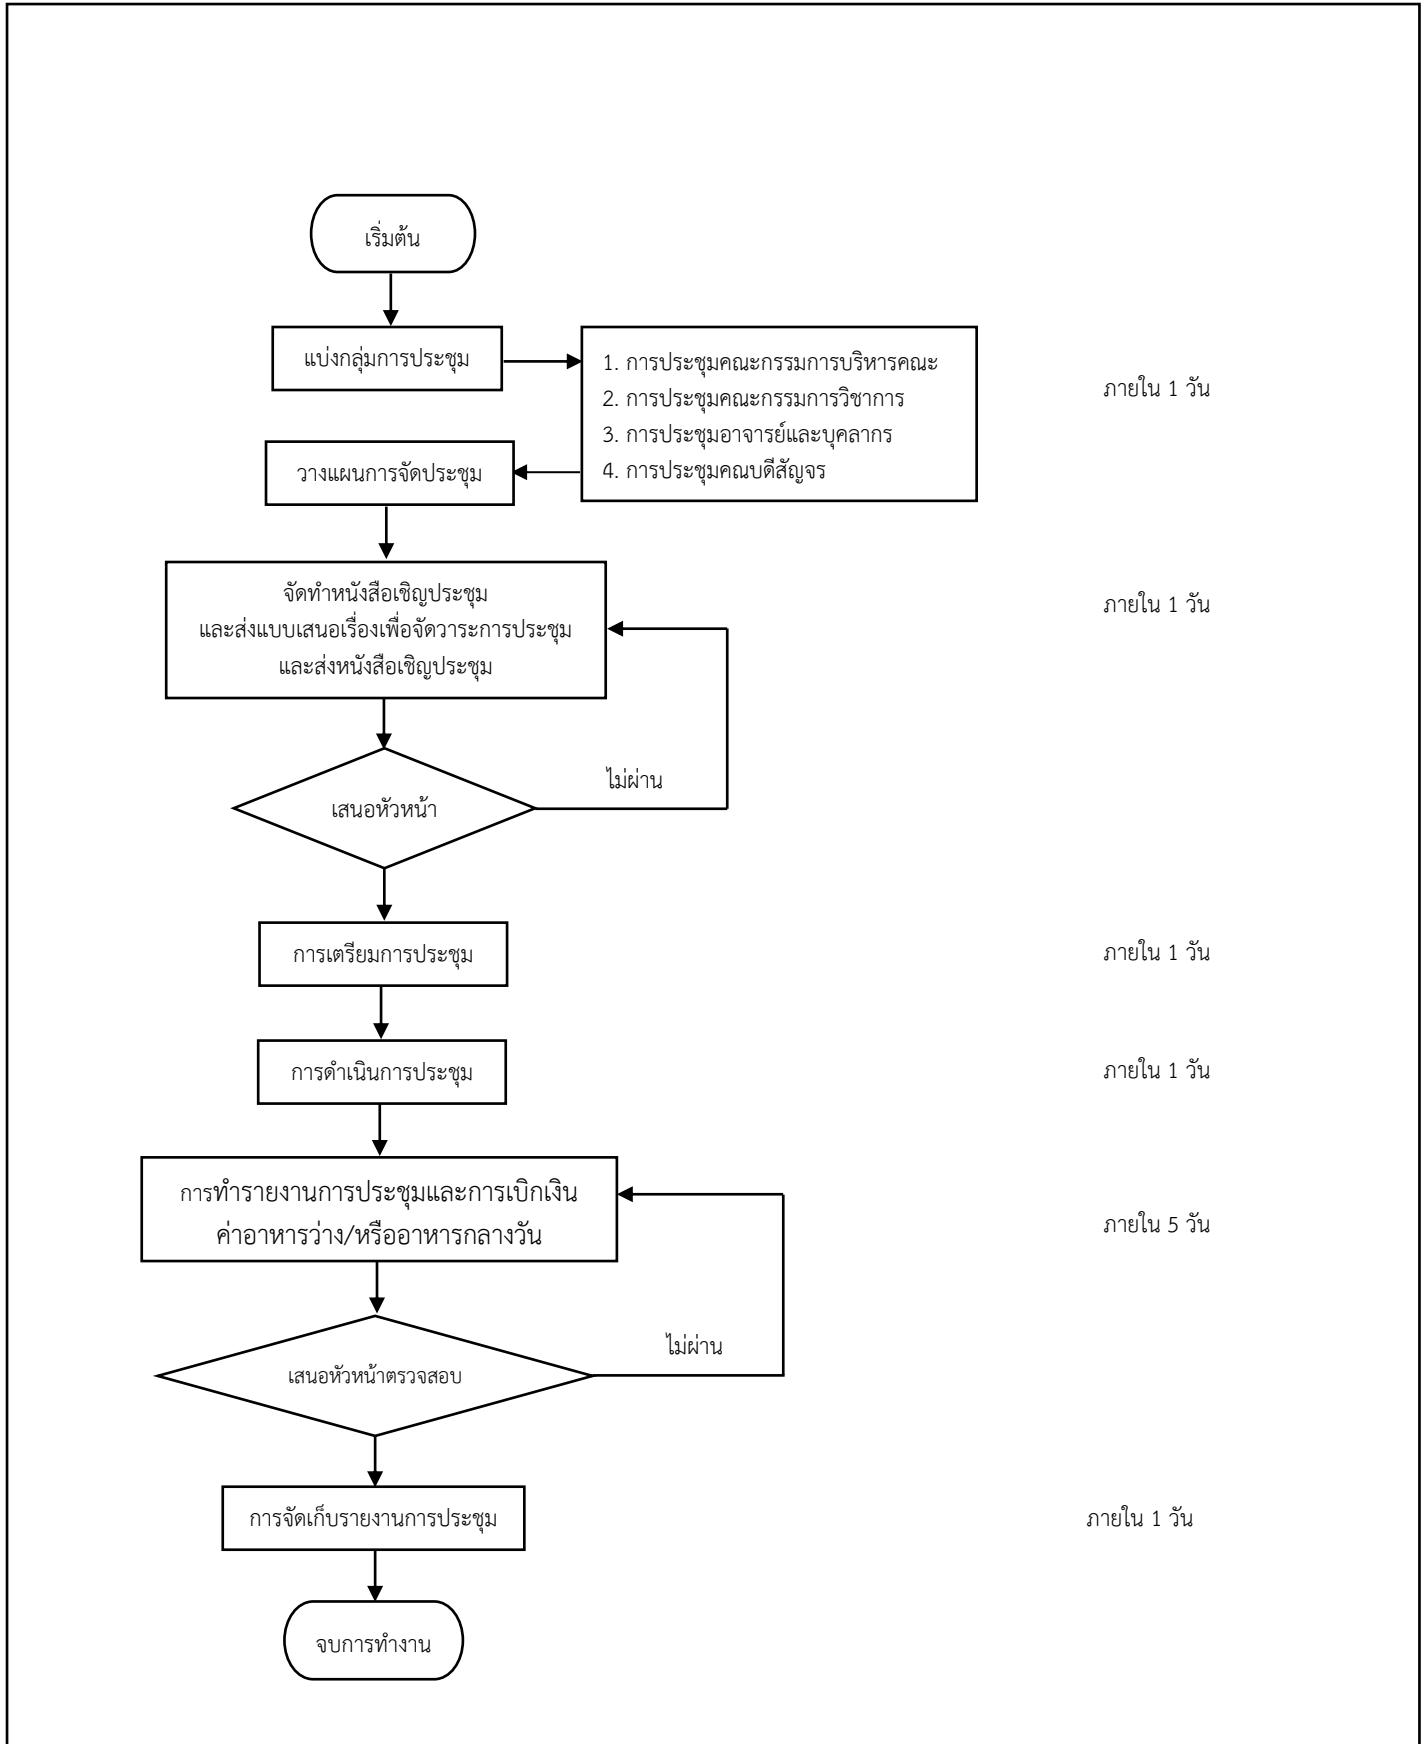 เริ่มต้น
แบ่งกลุ่มการประชุม
1. การประชุมคณะกรรมการบริหารคณะ
2. การประชุมคณะกรรมการวิชาการ
3. การประชุมอาจารย์และบุคลากร
4. การประชุมคณบดีสัญจร
ภายใน 1 วัน
วางแผนการจัดประชุม
จัดทำหนังสือเชิญประชุม
และส่งแบบเสนอเรื่องเพื่อจัดวาระการประชุม
และส่งหนังสือเชิญประชุม
ภายใน 1 วัน
ไม่ผ่าน
เสนอหัวหน้า
การเตรียมการประชุม
ภายใน 1 วัน
การดำเนินการประชุม
ภายใน 1 วัน
การทำรายงานการประชุมและการเบิกเงิน
ค่าอาหารว่าง/หรืออาหารกลางวัน
ภายใน 5 วัน
ไม่ผ่าน
เสนอหัวหน้าตรวจสอบ
การจัดเก็บรายงานการประชุม
ภายใน 1 วัน
จบการทำงาน